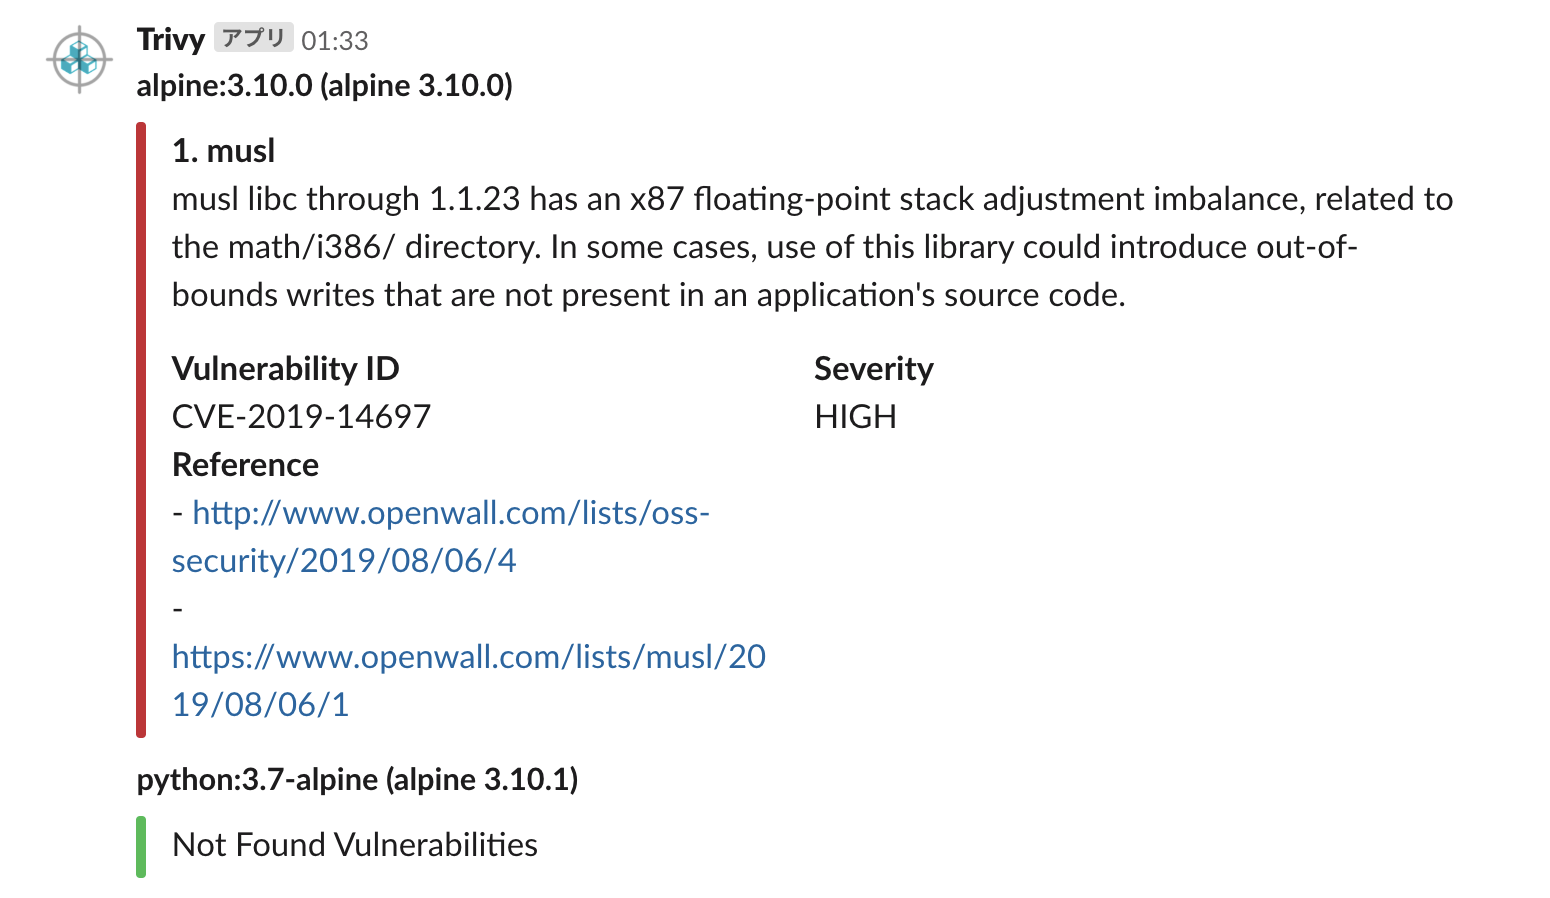 Trivy アプリ 01:33
alpine:3.10.0 (alpine 3.10.0)
1. musl
musl libc through 1.1.23 has an x87 floating-point stack adjustment imbalance, related to
the math/i386/ directory. In some cases, use of this library could introduce out-of-
bounds writes that are not present in an application's source code.
Vulnerability ID Severity
CVE-2019-14697 HIGH
Reference
- http://www.openwall.com/lists/oss-
security/2019/08/06/4
-
https://www.openwall.com/lists/musl/20
19/08/06/1
python:3.7-alpine (alpine 3.10.1)
Not Found Vulnerabilities